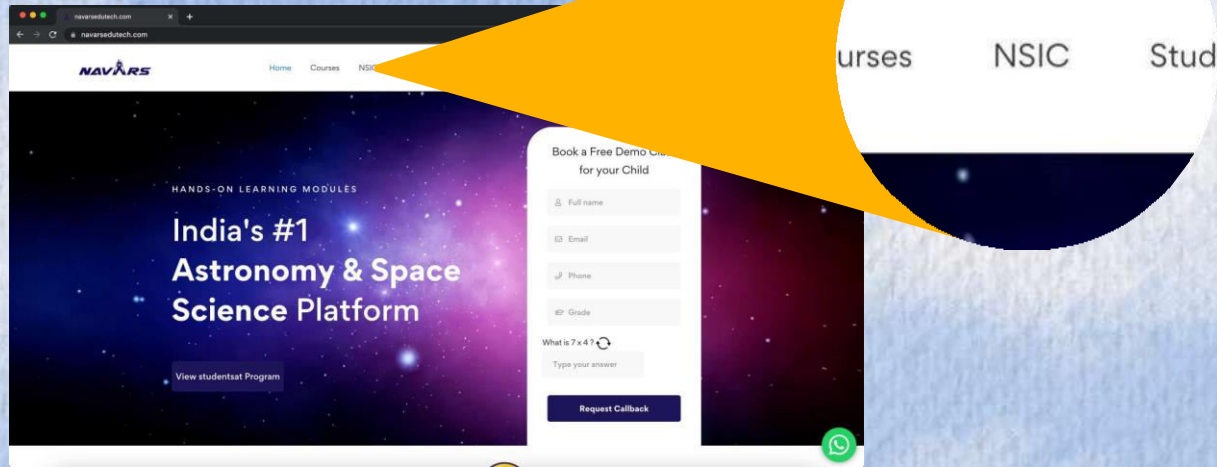 navarsedutech.com
navarsedutech.com
NAVARS
Home Courses NSIC
urses NSIC Stud
HANDS-ON LEARNING MODULES
India's #1
Astronomy & Space
Science Platform
View studentsat Program
Book a Free Demo
for your Child
Full name
Email
Phone
Grade
What is 7 x 4 ?
Type your answer
Request Callback